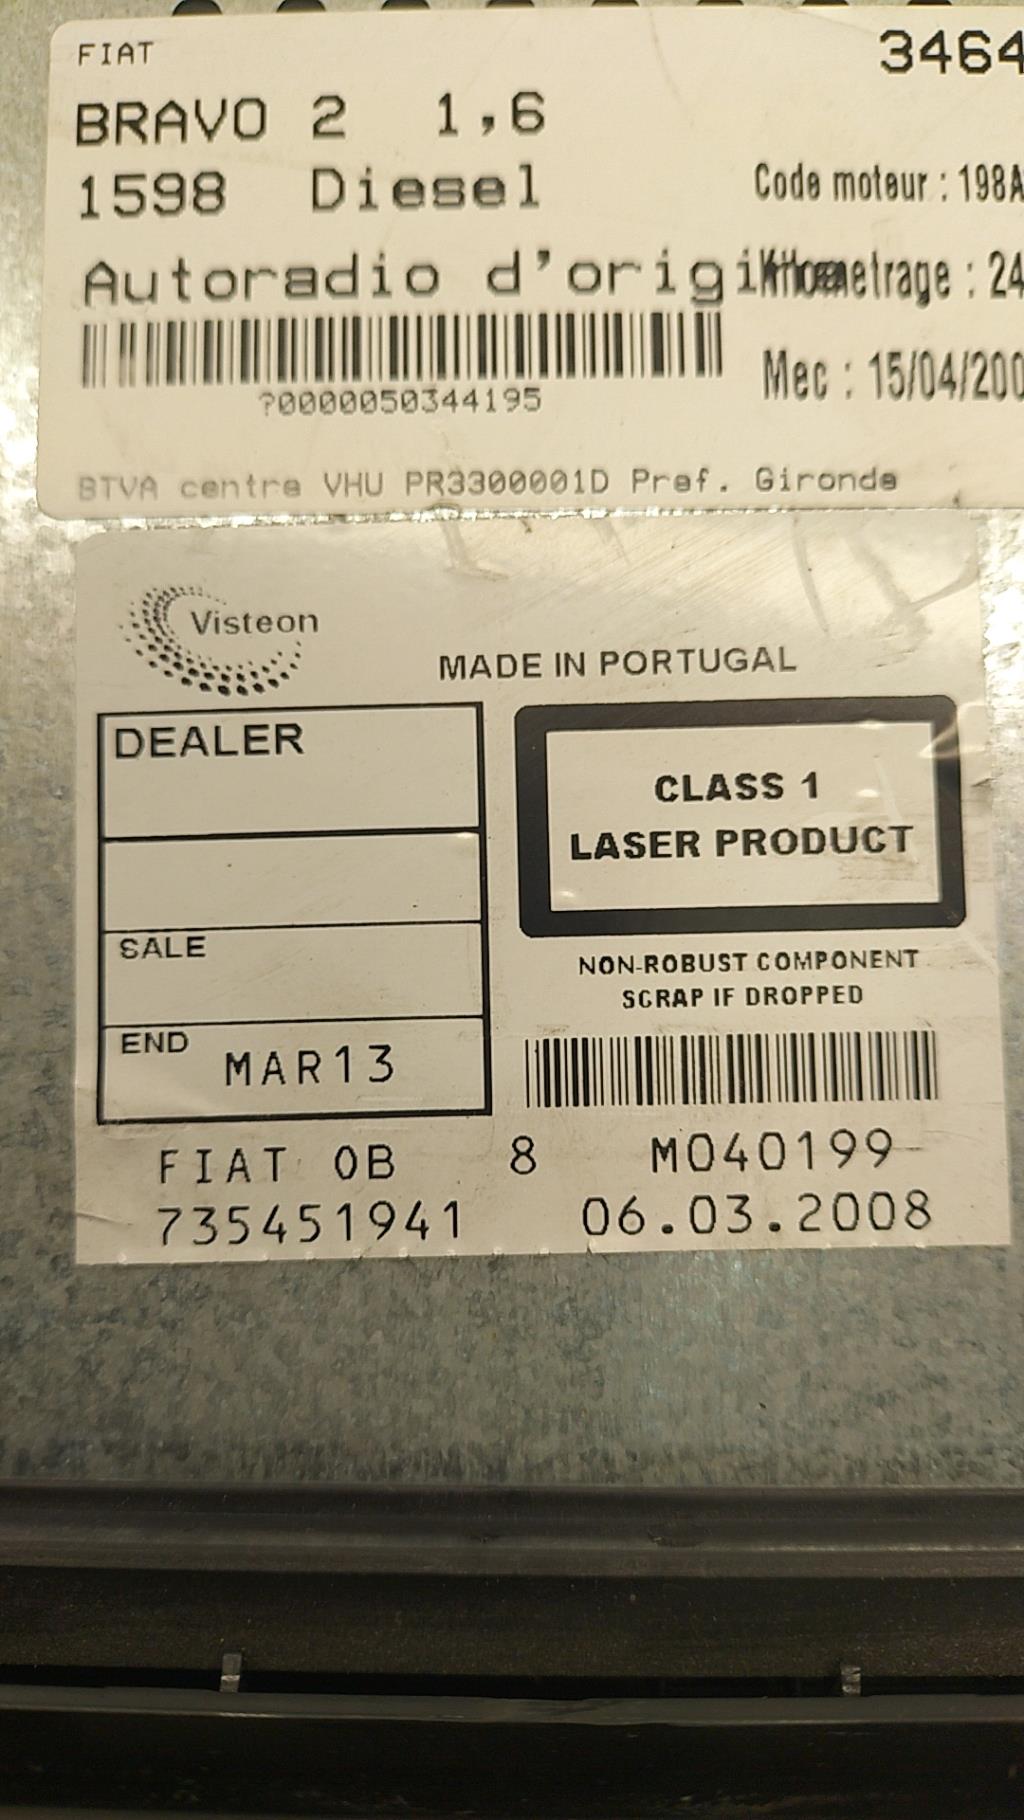 FIAT
3464
BRAVO 2 1,6
1598 Diesel
Code moteur : 198A
Autoradio d'origi
: 24
Mec : 15/04/200
?0000050344195
BTVA centre VHU PR3300001D Pref. Gironde
Visteon
MADE IN PORTUGAL
DEALER
CLASS 1
LASER PRODUCT
SALE
NON-ROBUST COMPONENT
SCRAP IF DROPPED
END MAR13
FIAT 0B 8 M040199
735451941 06.03.2008